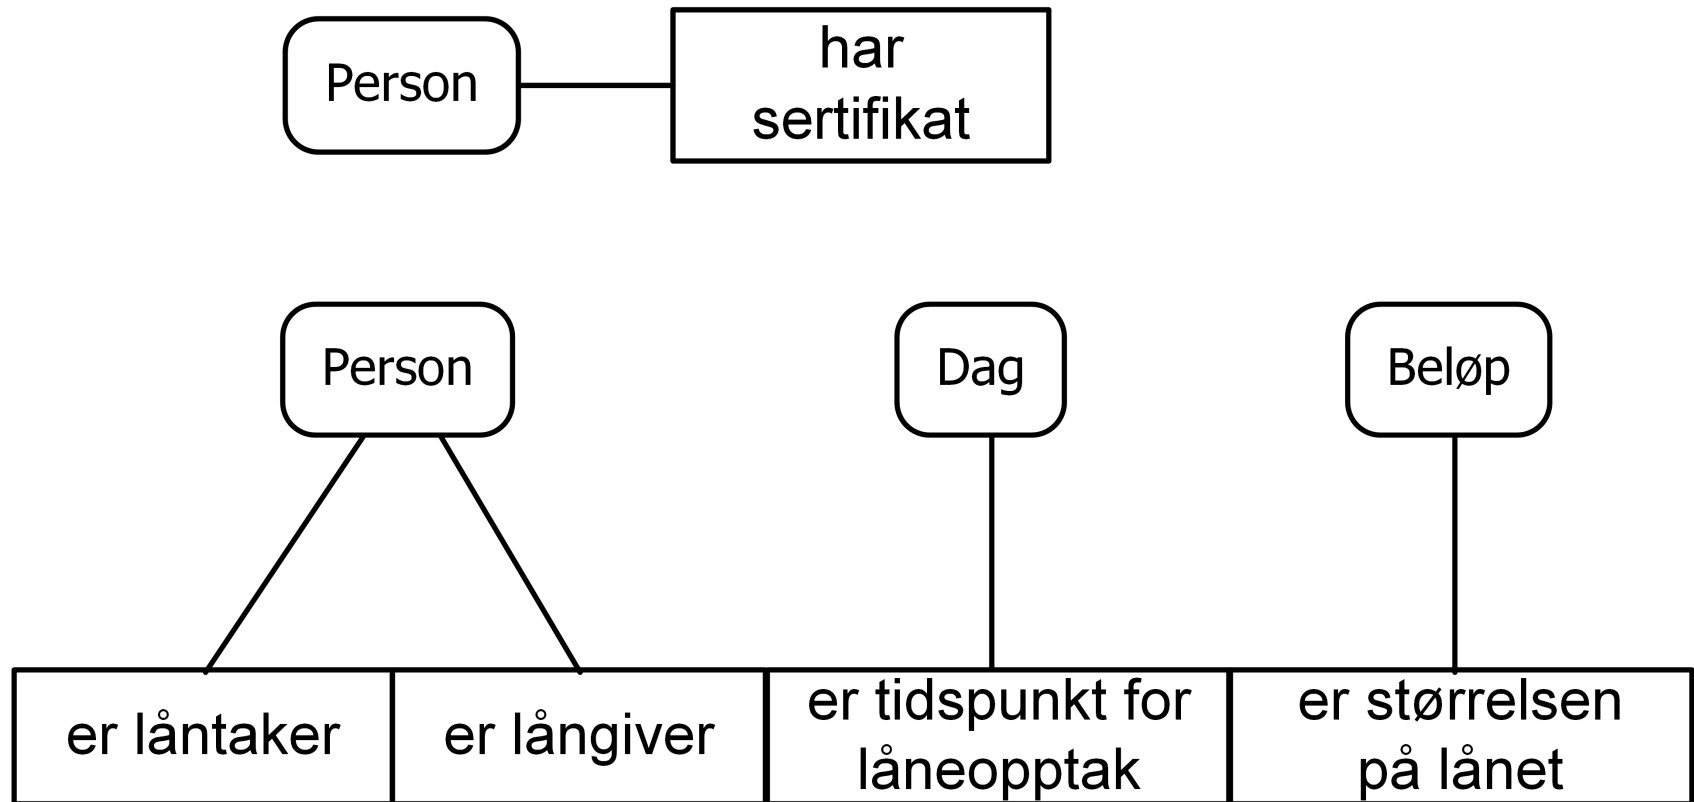 Person
har
sertifikat
Person
Dag
Beløp
er låntaker
er långiver
er tidspunkt for
låneopptak
er størrelsen
på lånet